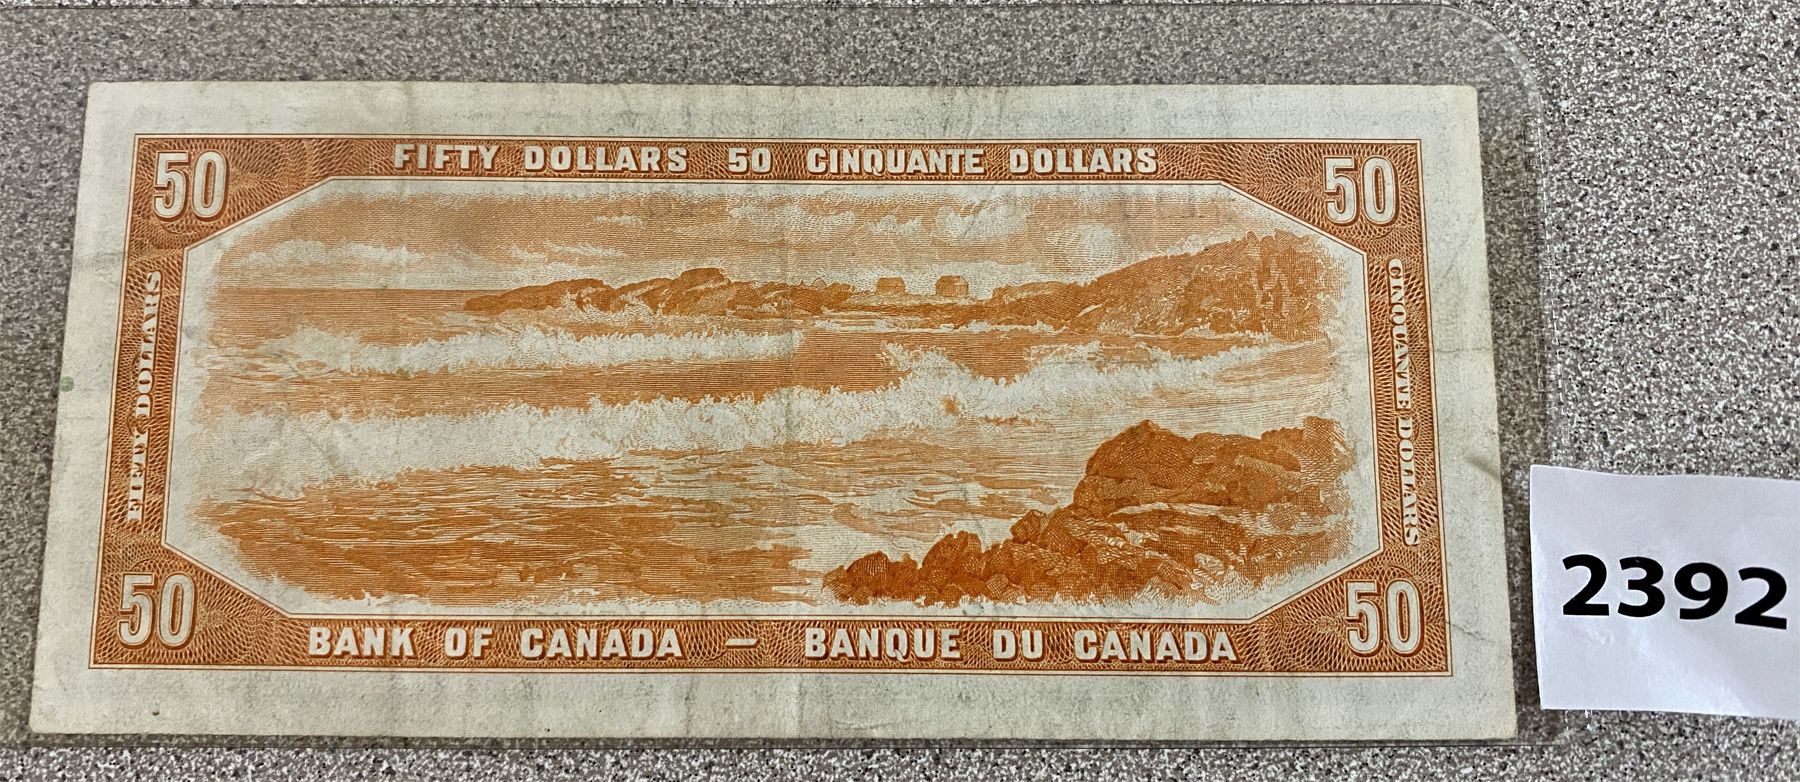 50 FIFTY DOLLARS 50 CINQUANTE DOLLARS 50
FIFTY DOLLARS
CINQUANTE DOLLARS
50 BANK OF CANADA — BANQUE DU CANADA 50
2392